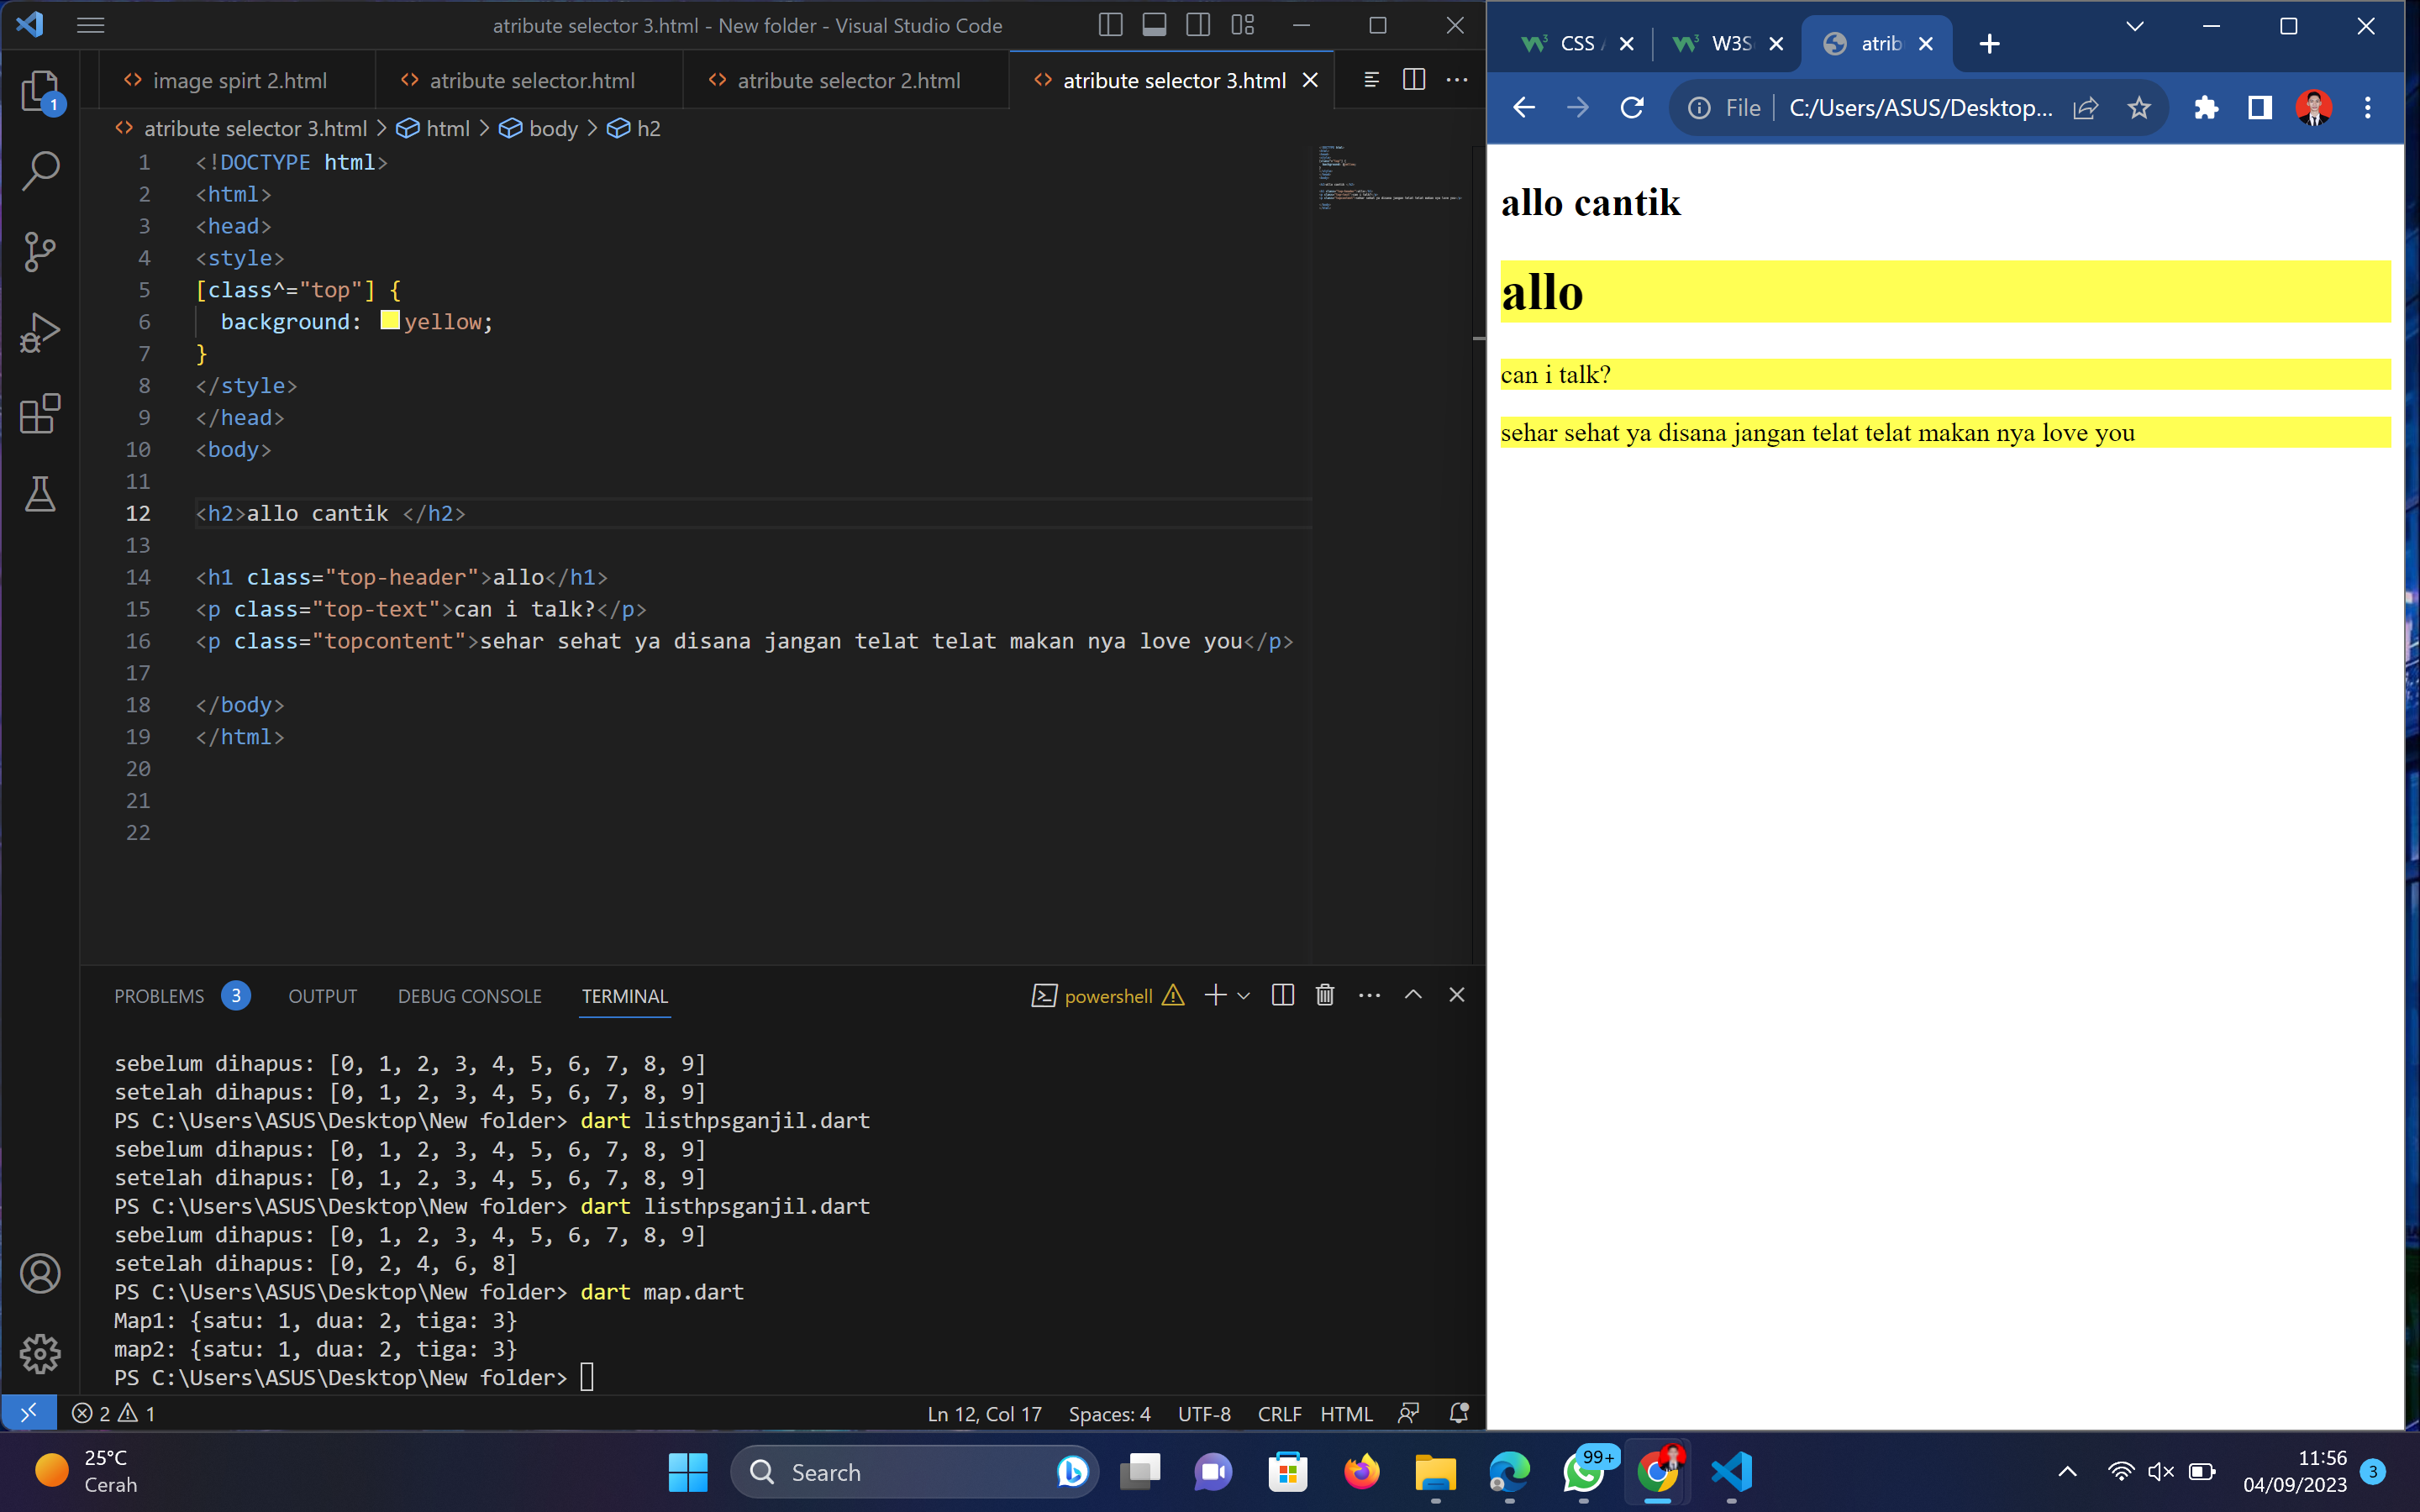 atribute selector 3.html - New folder - Visual Studio Code
image spirt 2.html
atribute selector.html
atribute selector 2.html
atribute selector 3.html
1
atribute selector 3.html > html > body > h2
1 <!DOCTYPE html>
2 <html>
3 <head>
4 <style>
5 [class^="top"] {
6 background: yellow;
7 }
8 </style>
9 </head>
10 <body>
11
12 <h2>allo cantik </h2>
13
14 <h1 class="top-header">allo</h1>
15 <p class="top-text">can i talk?</p>
16 <p class="topcontent">sehar sehat ya disana jangan telat telat makan nya love you</p>
17
18 </body>
19 </html>
20
21
22
PROBLEMS 3 OUTPUT DEBUG CONSOLE TERMINAL powershell
sebelum dihapus: [0, 1, 2, 3, 4, 5, 6, 7, 8, 9]
setelah dihapus: [0, 1, 2, 3, 4, 5, 6, 7, 8, 9]
PS C:\Users\ASUS\Desktop\New folder> dart listhpsganjil.dart
sebelum dihapus: [0, 1, 2, 3, 4, 5, 6, 7, 8, 9]
setelah dihapus: [0, 1, 2, 3, 4, 5, 6, 7, 8, 9]
PS C:\Users\ASUS\Desktop\New folder> dart listhpsganjil.dart
sebelum dihapus: [0, 1, 2, 3, 4, 5, 6, 7, 8, 9]
setelah dihapus: [0, 2, 4, 6, 8]
PS C:\Users\ASUS\Desktop\New folder> dart map.dart
Map1: {satu: 1, dua: 2, tiga: 3}
map2: {satu: 1, dua: 2, tiga: 3}
PS C:\Users\ASUS\Desktop\New folder>
2 1 Ln 12, Col 17 Spaces: 4 UTF-8 CRLF HTML
CSS
W3S
atrib
File C:/Users/ASUS/Desktop...
allo cantik
allo
can i talk?
sehar sehat ya disana jangan telat telat makan nya love you
25°C
Cerah
Search
99+
11:56
04/09/2023
3